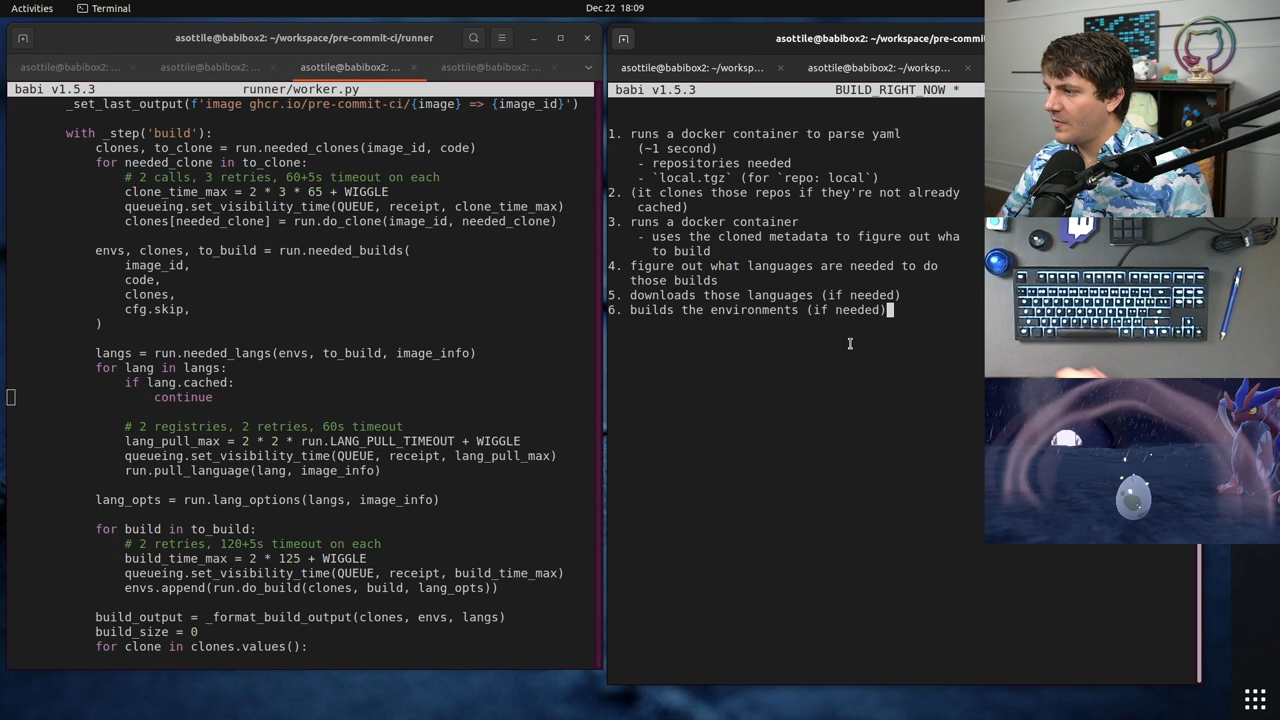 Activities
Terminal
Dec 22 18:09
asottile@babibox2: ~/workspace/pre-commit-ci/runner
asottile@babibox2: ...
asottile@babibox2: ...
asottile@babibox2: ...
asottile@babibox2: ...
babi v1.5.3 runner/worker.py
_set_last_output(f'image ghcr.io/pre-commit-ci/{image} => {image_id}')
with _step('build'):
clones, to_clone = run.needed_clones(image_id, code)
for needed_clone in to_clone:
# 2 calls, 3 retries, 60+5s timeout on each
clone_time_max = 2 * 3 * 65 + WIGGLE
queueing.set_visibility_time(QUEUE, receipt, clone_time_max)
clones[needed_clone] = run.do_clone(image_id, needed_clone)
envs, clones, to_build = run.needed_builds(
image_id,
code,
clones,
cfg.skip,
)
langs = run.needed_langs(envs, to_build, image_info)
for lang in langs:
if lang.cached:
continue
# 2 registries, 2 retries, 60s timeout
lang_pull_max = 2 * 2 * run.LANG_PULL_TIMEOUT + WIGGLE
queueing.set_visibility_time(QUEUE, receipt, lang_pull_max)
run.pull_language(lang, image_info)
lang_opts = run.lang_options(langs, image_info)
for build in to_build:
# 2 retries, 120+5s timeout on each
build_time_max = 2 * 125 + WIGGLE
queueing.set_visibility_time(QUEUE, receipt, build_time_max)
envs.append(run.do_build(clones, build, lang_opts))
build_output = _format_build_output(clones, envs, langs)
build_size = 0
for clone in clones.values():
asottile@babibox2: ~/workspace/pre-commit
asottile@babibox2: ~/worksp...
asottile@babibox2: ~/worksp...
babi v1.5.3 BUILD_RIGHT_NOW *
1. runs a docker container to parse yaml
(~1 second)
- repositories needed
- `local.tgz` (for `repo: local`)
2. (it clones those repos if they're not already
cached)
3. runs a docker container
- uses the cloned metadata to figure out wha
to build
4. figure out what languages are needed to do
those builds
5. downloads those languages (if needed)
6. builds the environments (if needed)